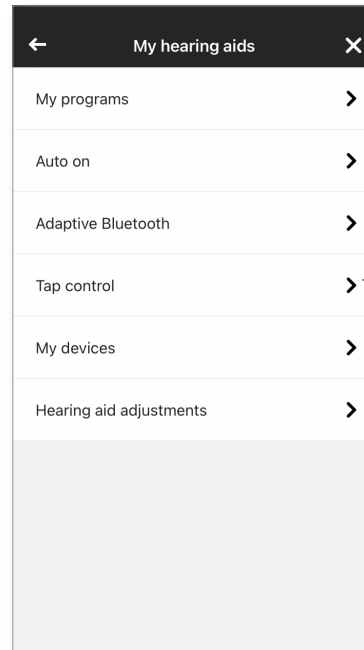 My hearing aids
My programs
Auto on
Adaptive Bluetooth
Tap control
My devices
Hearing aid adjustments